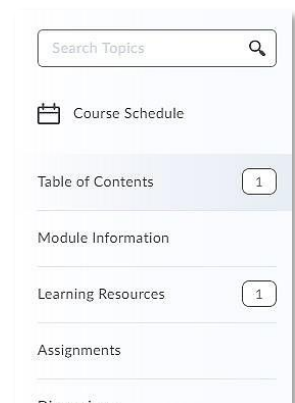 Search Topics
Course Schedule
Table of Contents 1
Module Information
Learning Resources 1
Assignments